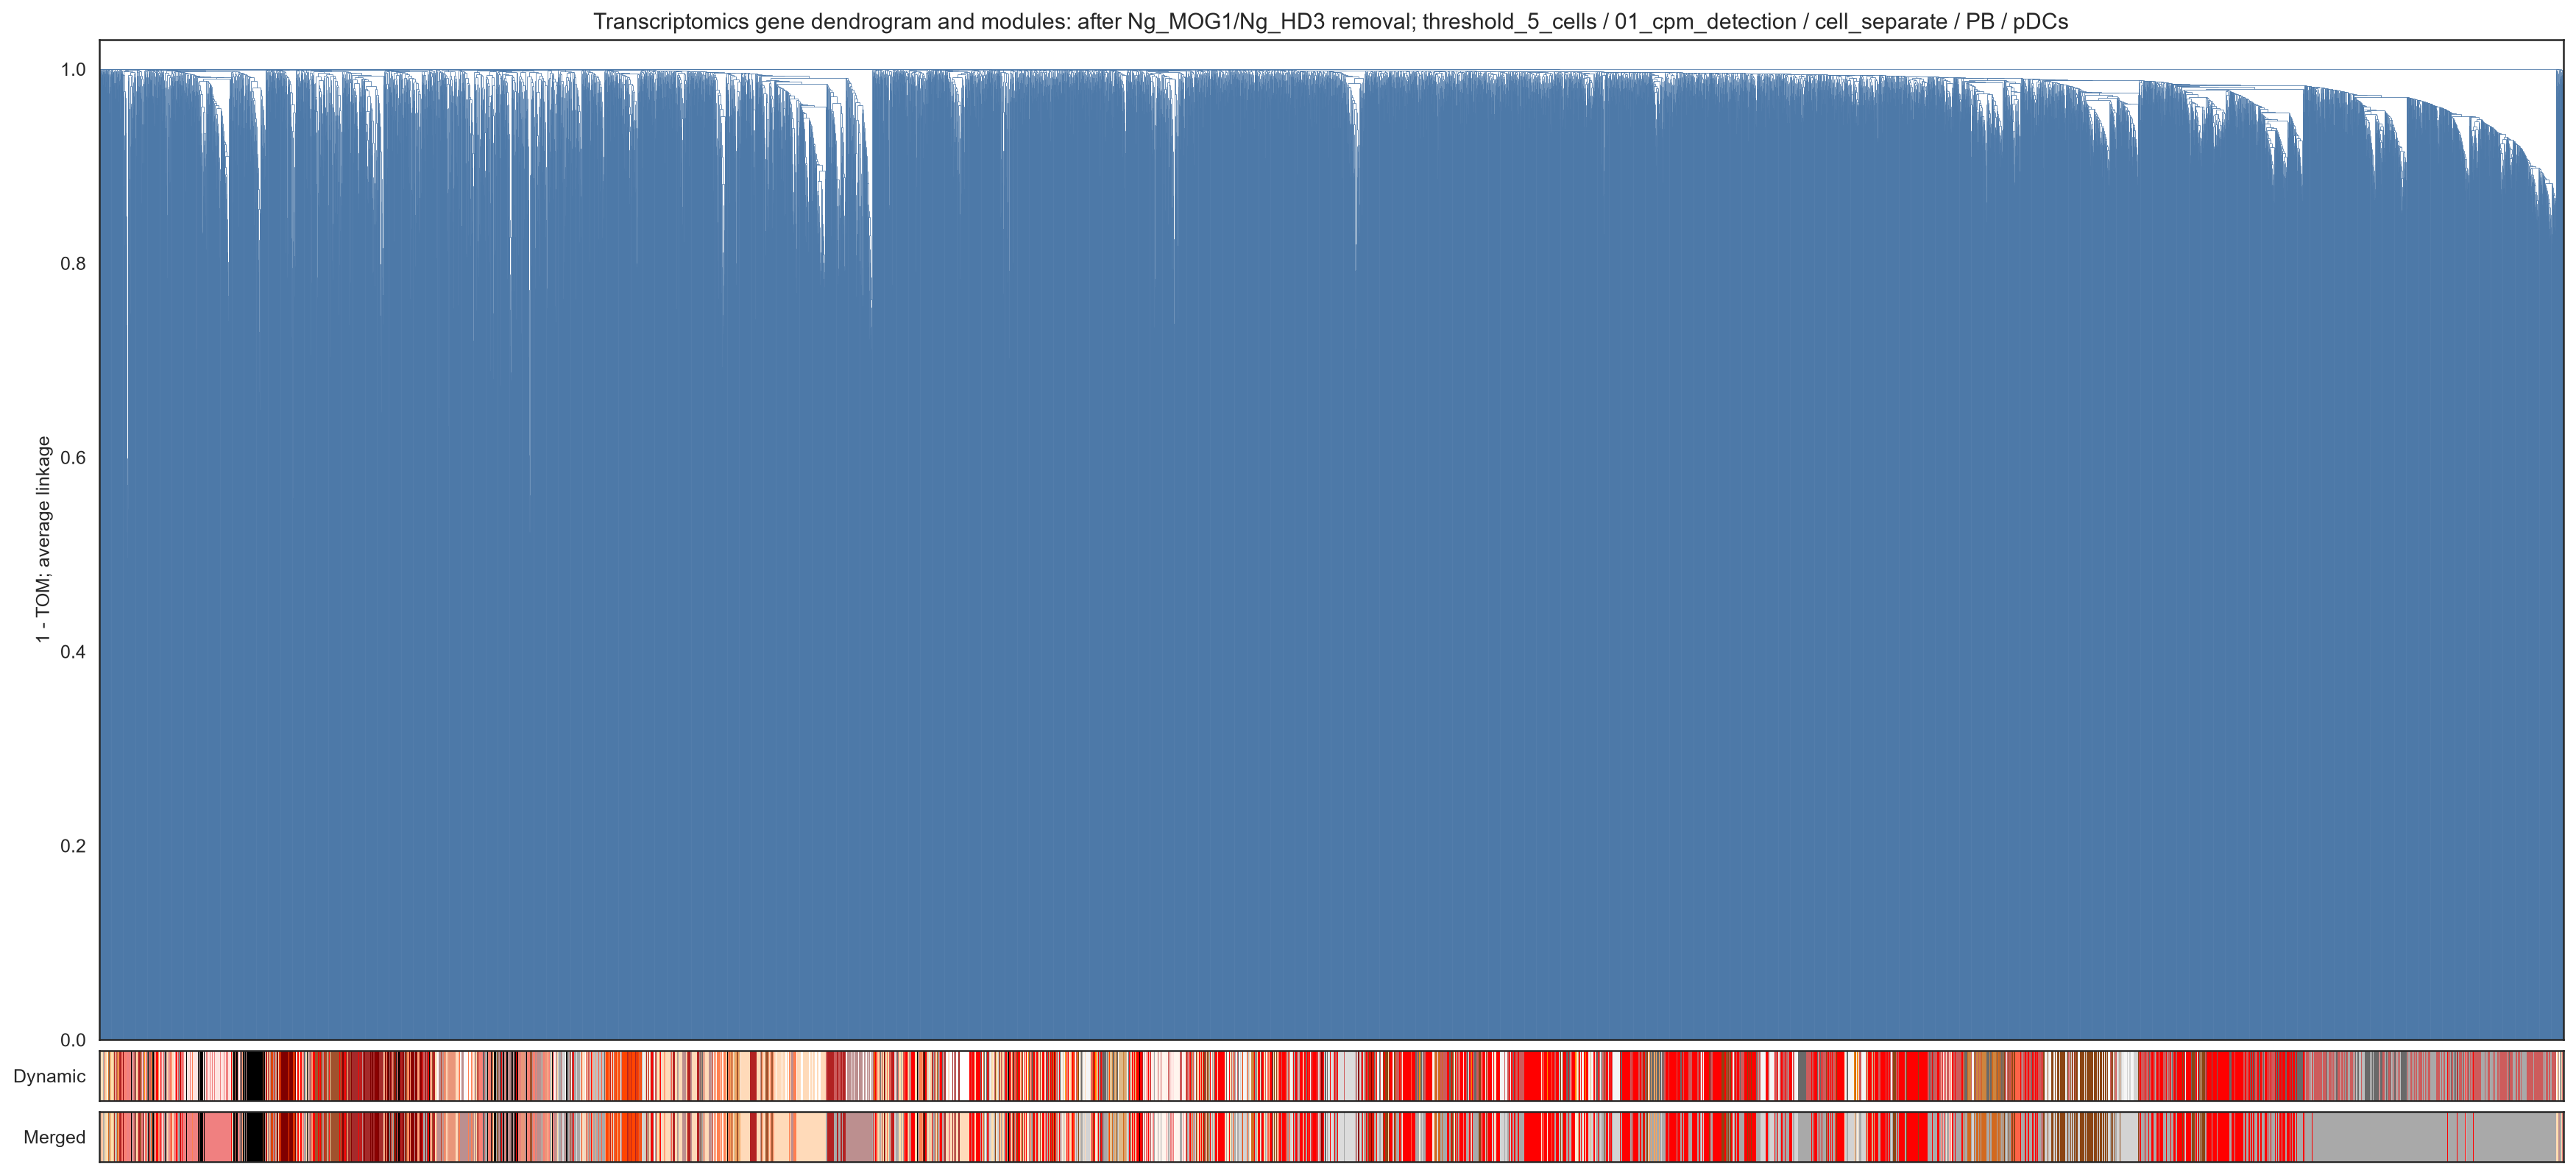 Transcriptomics gene dendrogram and modules: after Ng_MOG1/Ng_HD3 removal; threshold_5_cells / 01_cpm_detection / cell_separate / PB / pDCs
1.0
0.8
0.6
0.4
0.2
0.0
1 - TOM; average linkage
Dynamic
Merged